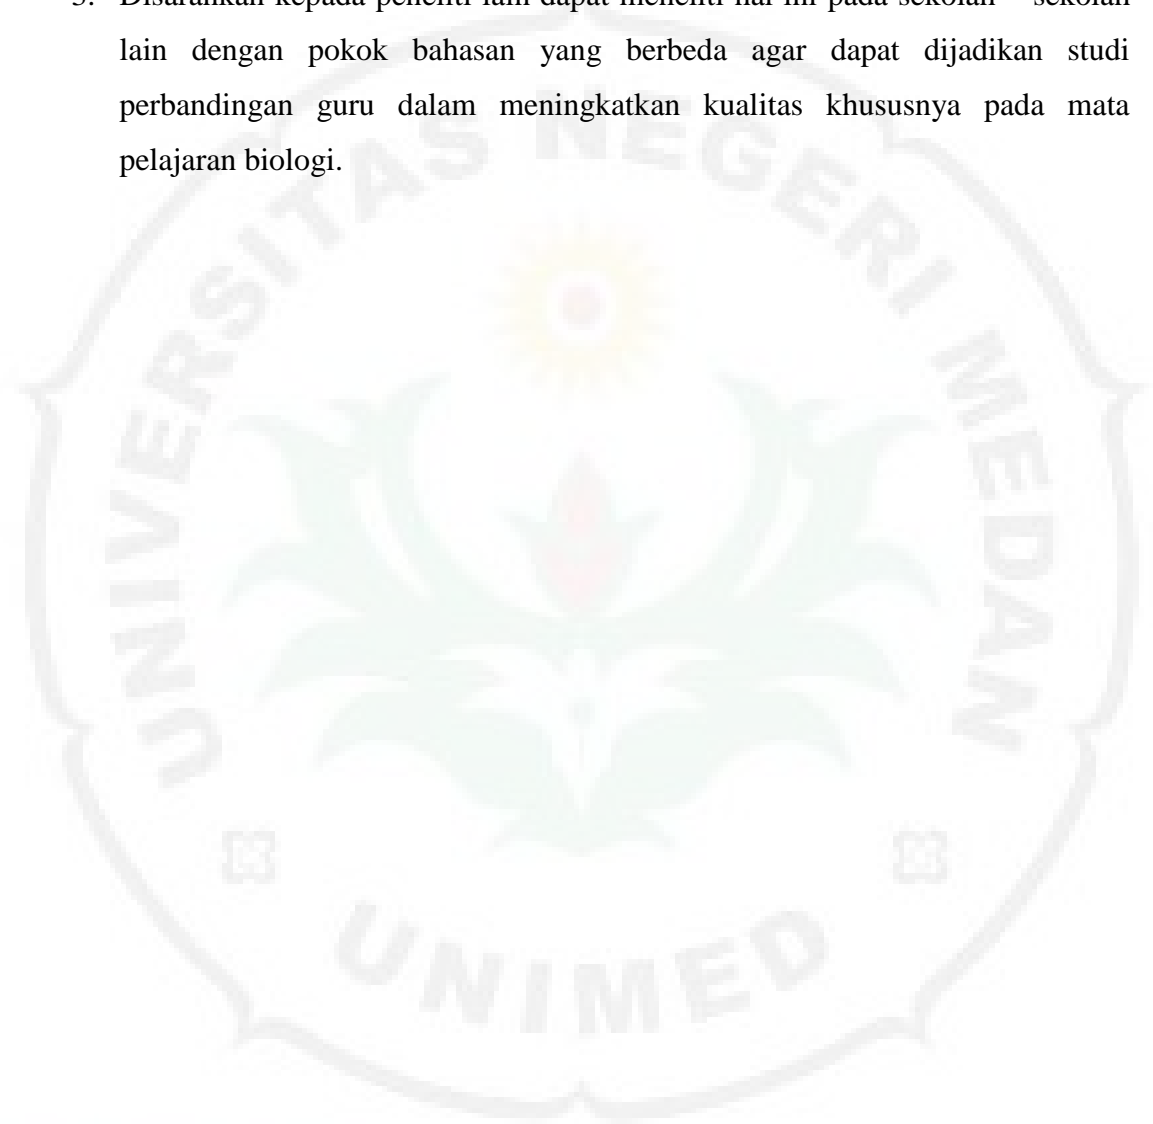 3. Disarankan kepada peneliti lain dapat meneliti hal ini pada sekolah – sekolah
lain dengan pokok bahasan yang berbeda agar dapat dijadikan studi
perbandingan guru dalam meningkatkan kualitas khususnya pada mata
pelajaran biologi.
UNIVERSITAS NEGERI MEDAN
UNIMED